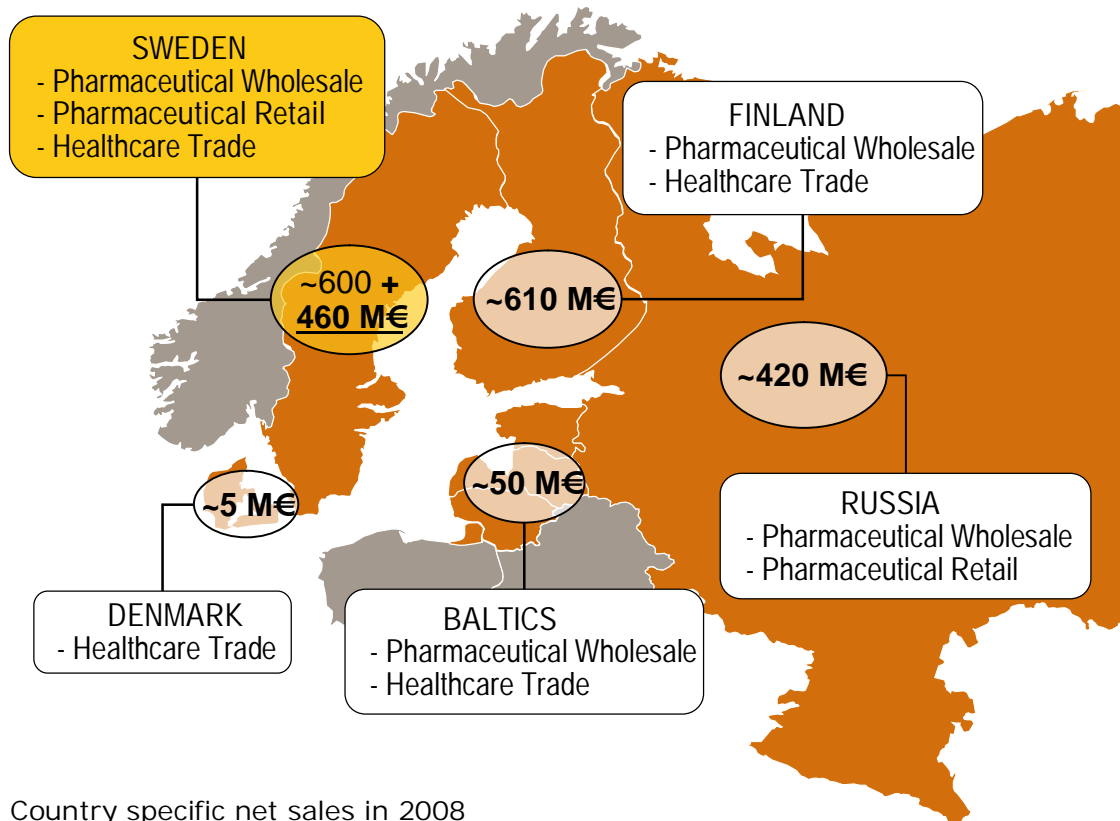 SWEDEN
- Pharmaceutical Wholesale
- Pharmaceutical Retail
- Healthcare Trade
FINLAND
- Pharmaceutical Wholesale
- Healthcare Trade
~600 +
460 M€
~610 M€
~420 M€
~5 M€
~50 M€
RUSSIA
- Pharmaceutical Wholesale
- Pharmaceutical Retail
DENMARK
- Healthcare Trade
BALTICS
- Pharmaceutical Wholesale
- Healthcare Trade
Country specific net sales in 2008